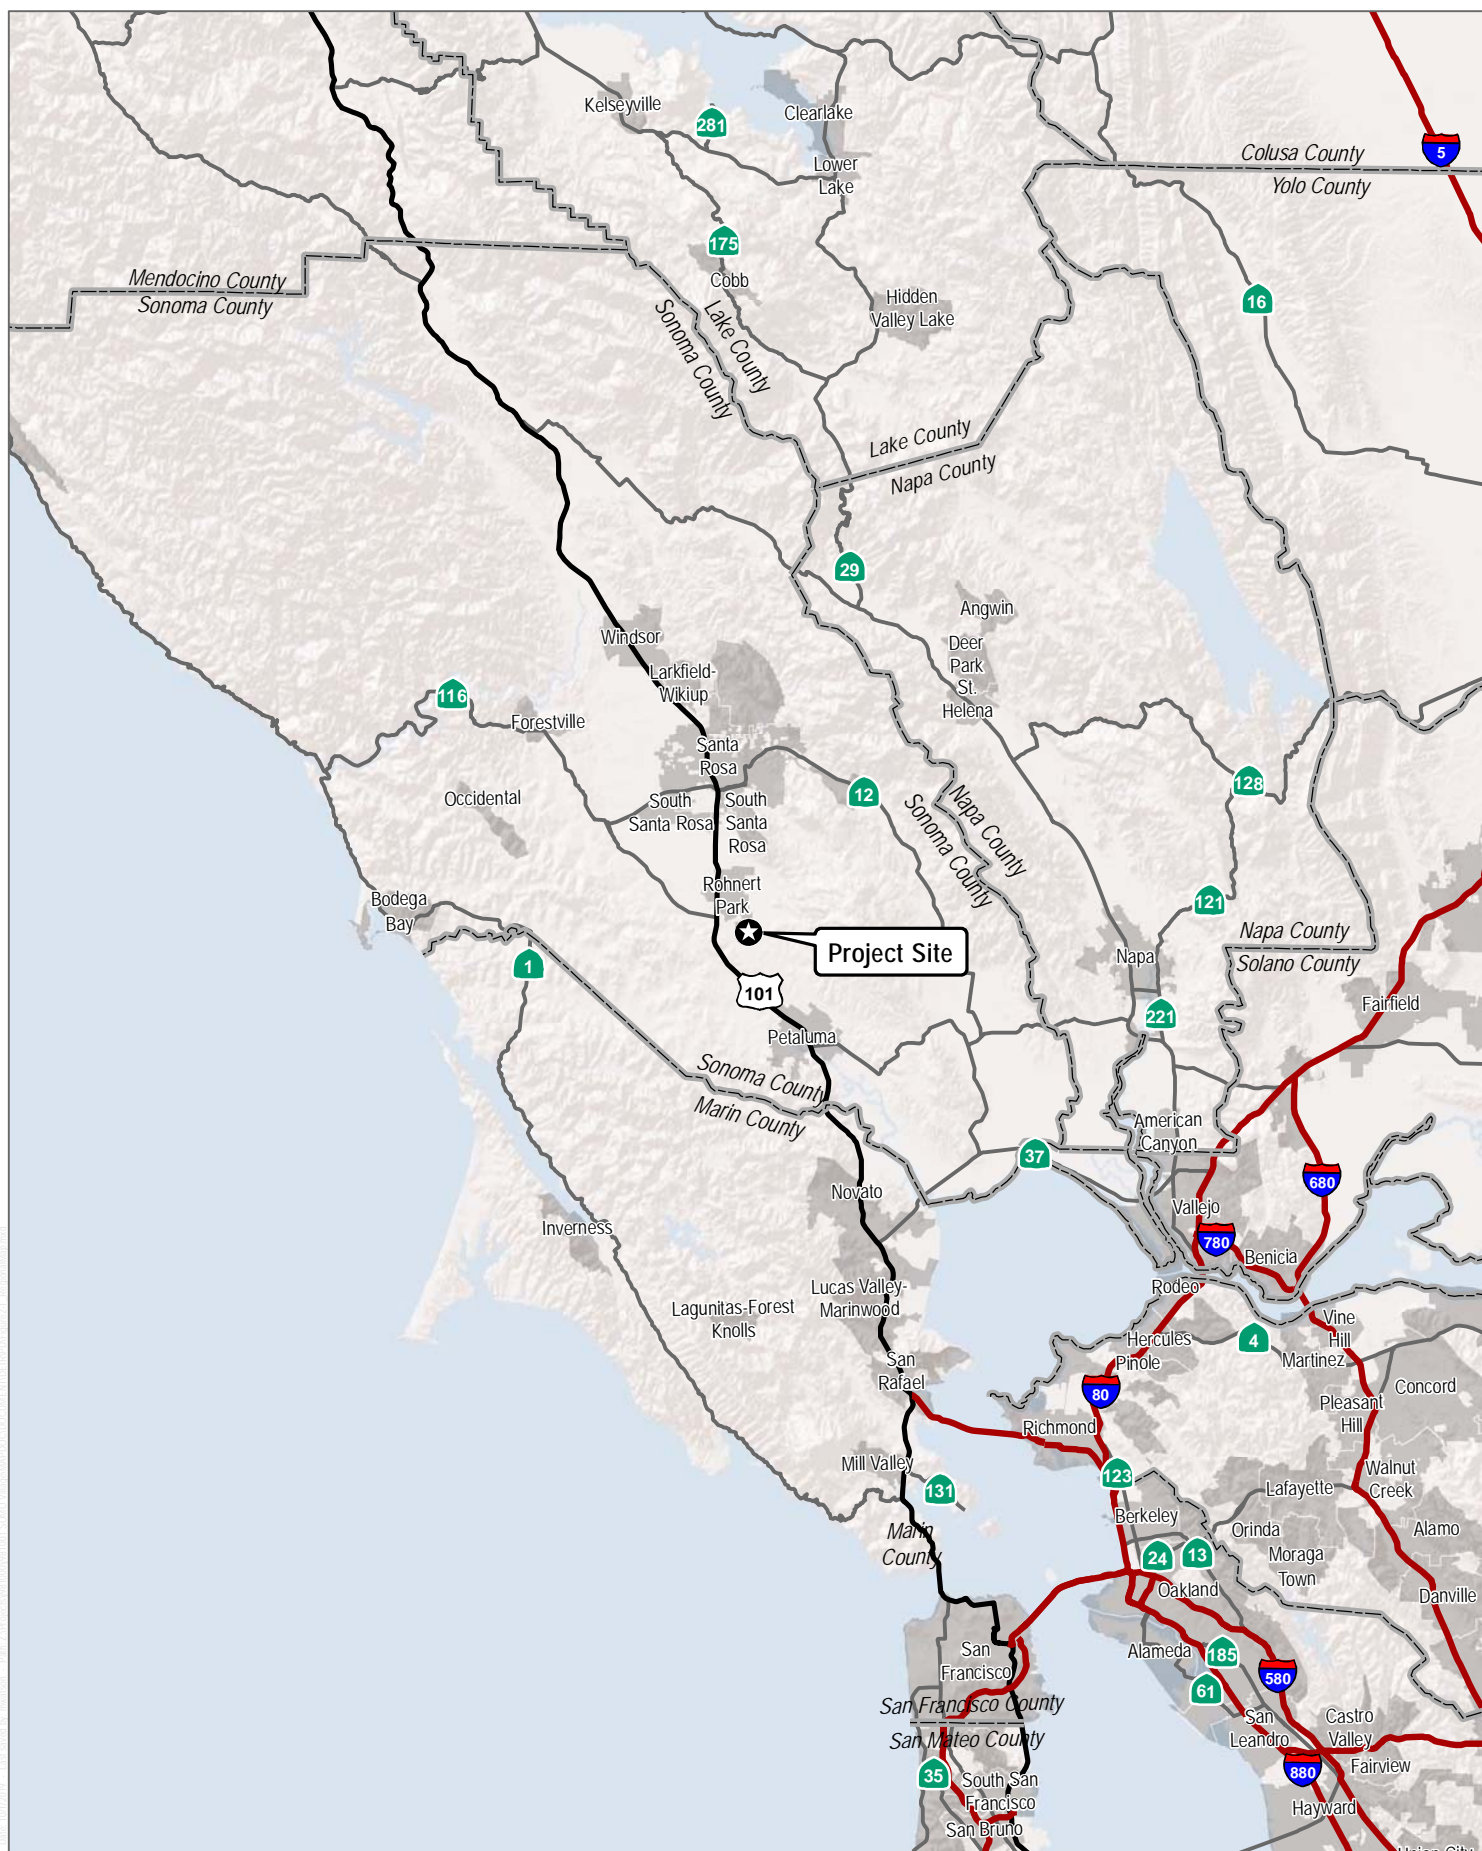 Kelseyville
281
Clearlake
Lower
Lake
Colusa County
5
Yolo County
175
Cobb
Mendocino County
Sonoma County
Hidden
Valley Lake
16
Lake County
Sonoma County
Lake County
Napa County
29
Angwin
Windsor
Deer
Park
St.
Helena
Larkfield-
Wikiup
116
Forestville
Santa
Rosa
Occidental
South
Santa Rosa
South
Santa
Rosa
12
128
Napa County
Sonoma County
Rohnert
Park
Bodega
Bay
121
Project Site
Napa
Napa County
Solano County
1
101
221
Fairfield
Petaluma
Sonoma County
Marin County
American
Canyon
37
680
Novato
Vallejo
Inverness
780
Benicia
Rodeo
Lucas Valley-
Marinwood
Lagunitas-Forest
Knolls
Vine
Hill
Hercules
4
Pinole
Martinez
San
Rafael
80
Concord
Pleasant
Hill
Richmond
Mill Valley
123
Walnut
Creek
131
Lafayette
Berkeley
Marin
County
Orinda
Alamo
24
13
Moraga
Town
Oakland
Danville
San
Francisco
Alameda
185
580
61
San Francisco County
San Mateo County
San
Leandro
Castro
Valley
880
Fairview
35
South San
Francisco
Hayward
San Bruno
Union City